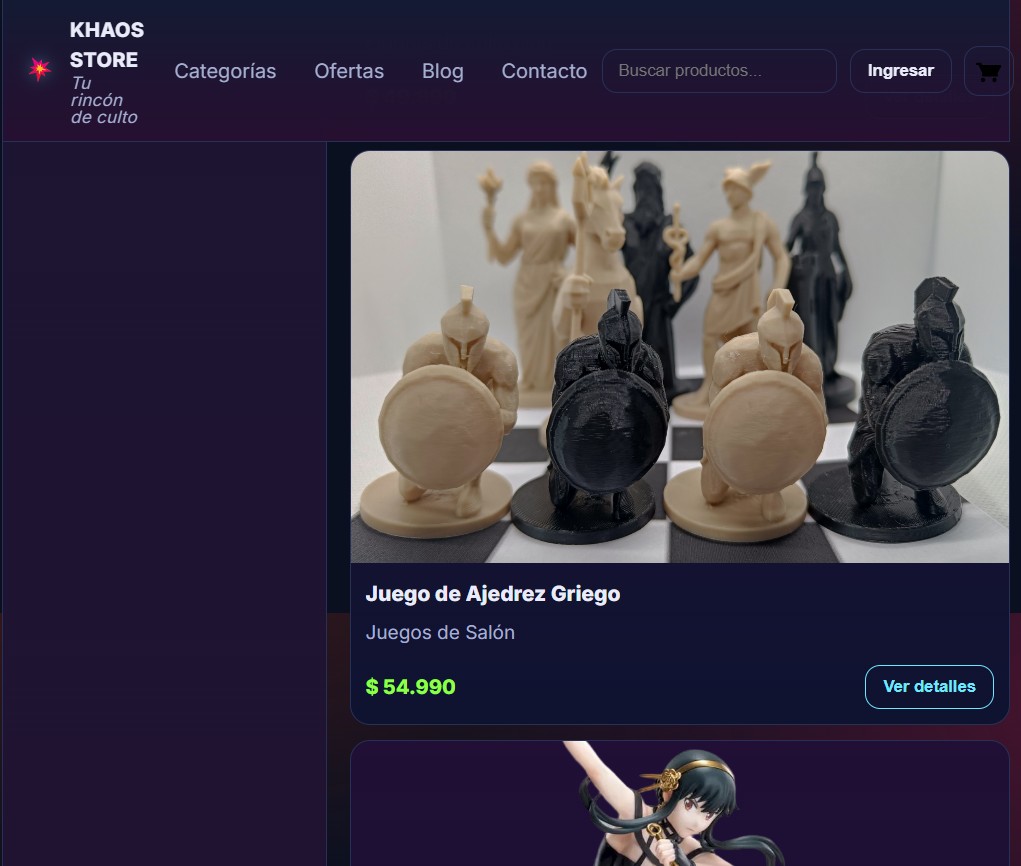 KHAOS
STORE
Tu
rincón
de culto
Categorías
Ofertas
Blog
Contacto
Buscar productos...
Ingresar
Juego de Ajedrez Griego
Juegos de Salón
$ 54.990
Ver detalles